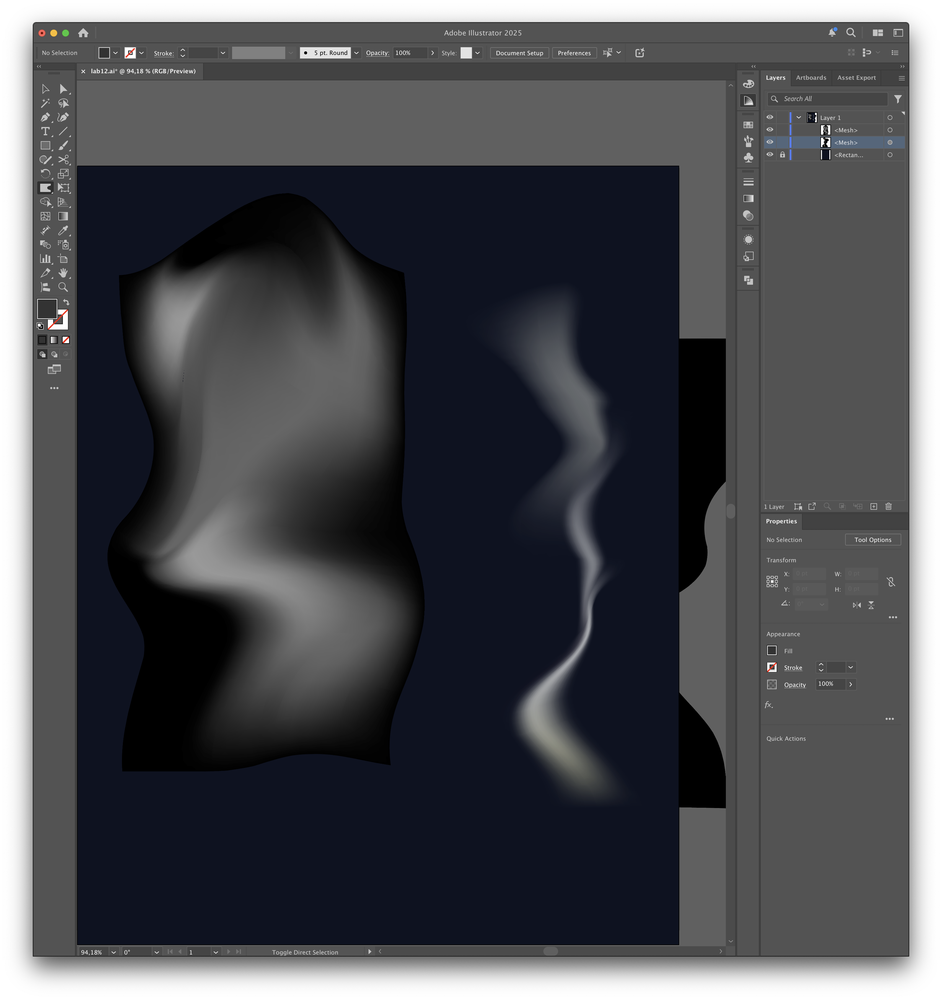 Adobe Illustrator 2025
No Selection
Stroke:
5 pt. Round
Opacity:
100%
Style:
Document Setup
Preferences
lab12.ai* @ 94,18 % (RGB/Preview)
Layers
Artboards
Asset Export
Search All
Layer 1
<Mesh>
<Mesh>
<Rectan...
1 Layer
Properties
No Selection
Tool Options
Transform
X:
0 pt
W:
0 pt
Y:
0 pt
H:
0 pt
0°
Appearance
Fill
Stroke
Opacity
100%
fx.
Quick Actions
94,18%
0°
1
Toggle Direct Selection